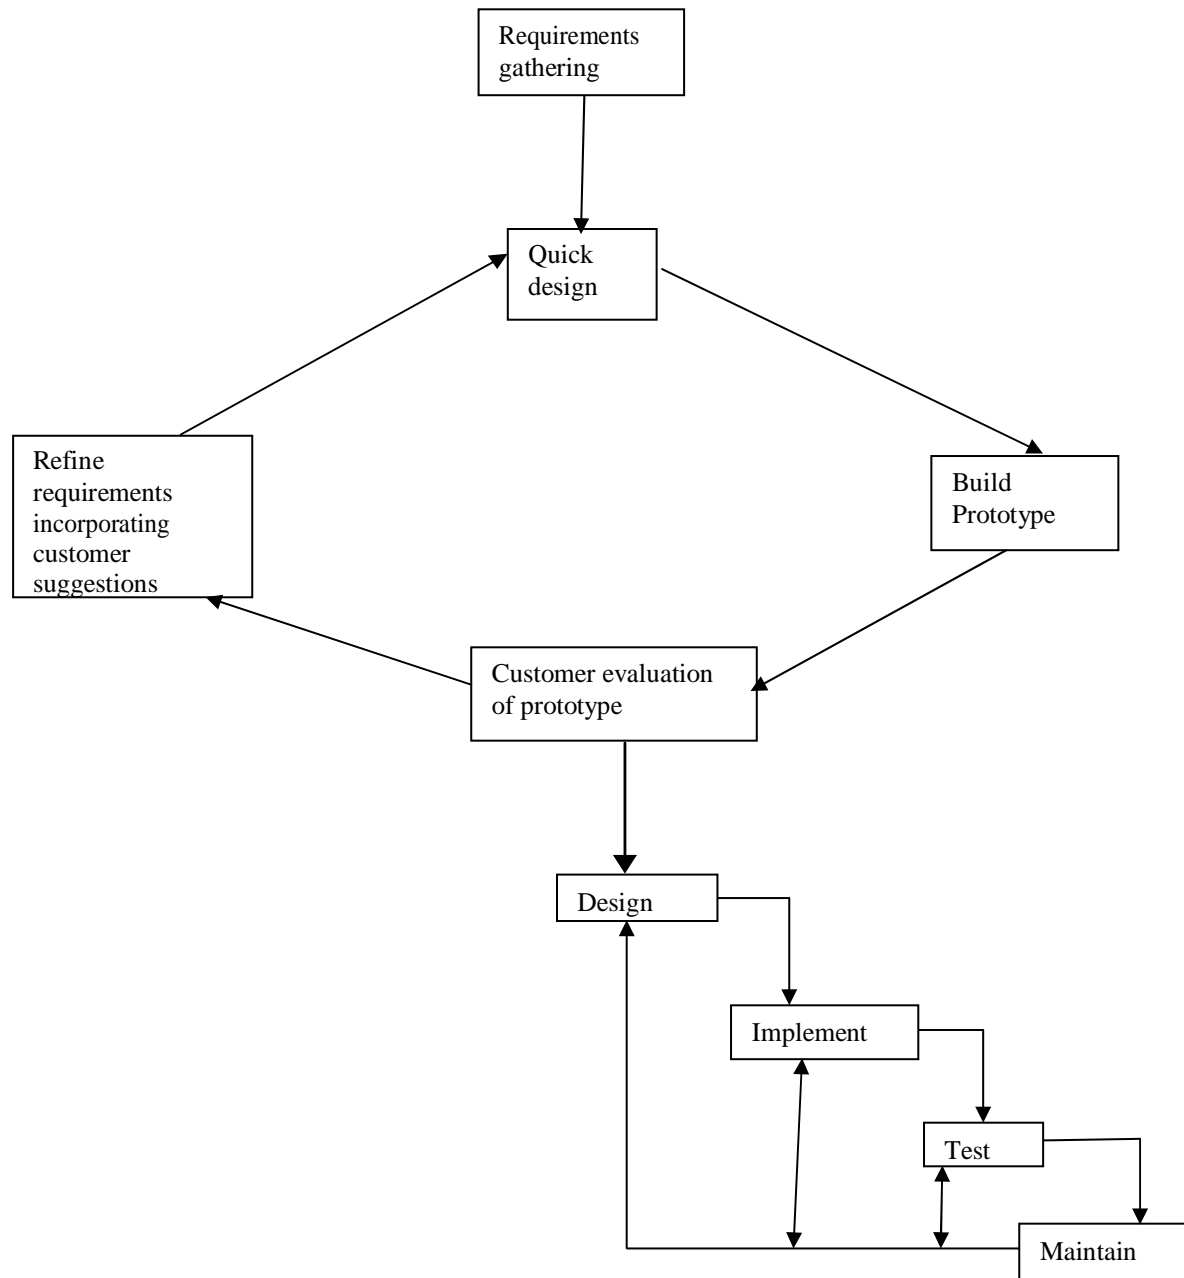 Requirements
gathering
Quick
design
Refine
requirements
incorporating
customer
suggestions
Build
Prototype
Customer evaluation
of prototype
Design
Implement
Test
Maintain